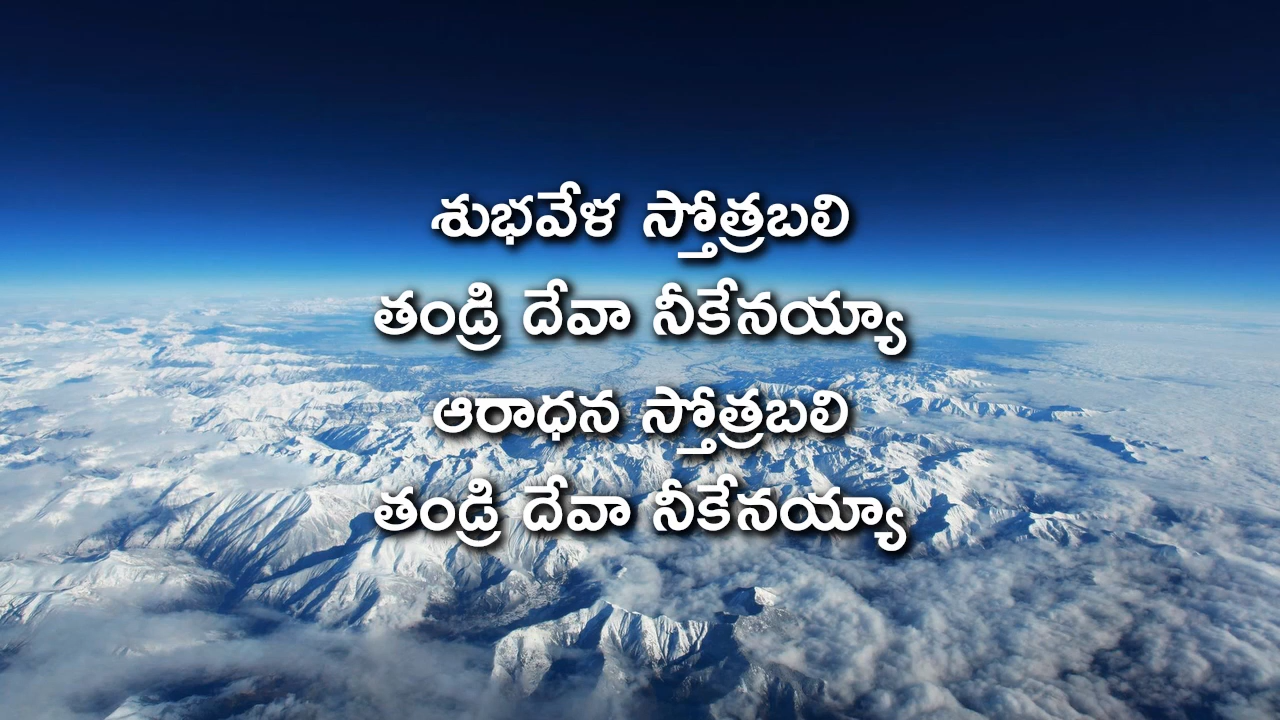 శుభవేళ స్తోత్రబలి
తండ్రి దేవా నీకేనయ్యా
ఆరాధన స్తోత్రబలి
తండ్రి దేవా నీకేనయ్యా